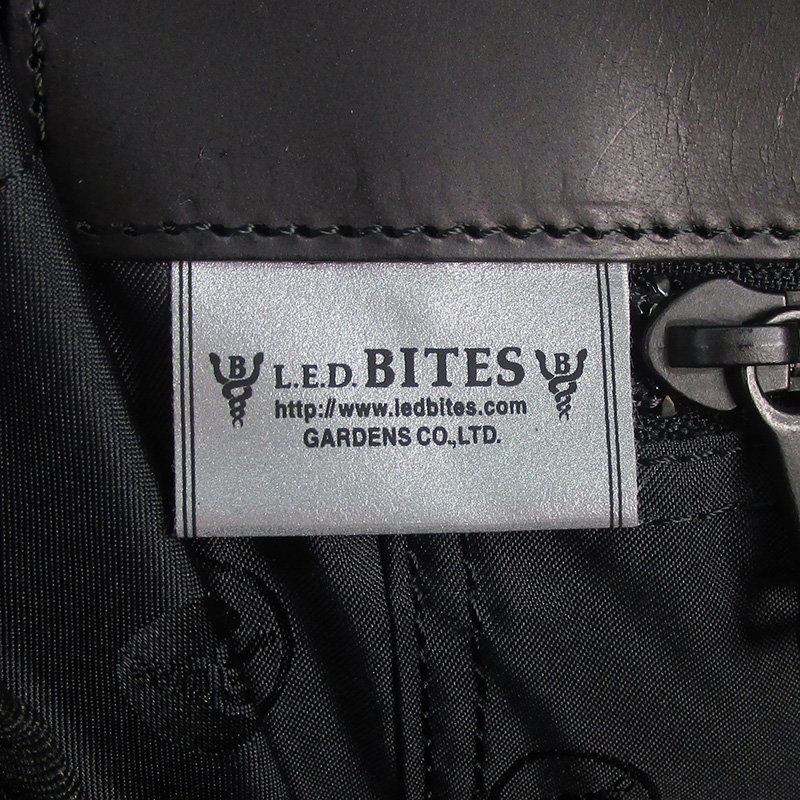 B L.E.D. BITES B
http://www.ledbites.com
GARDENS CO.,LTD.